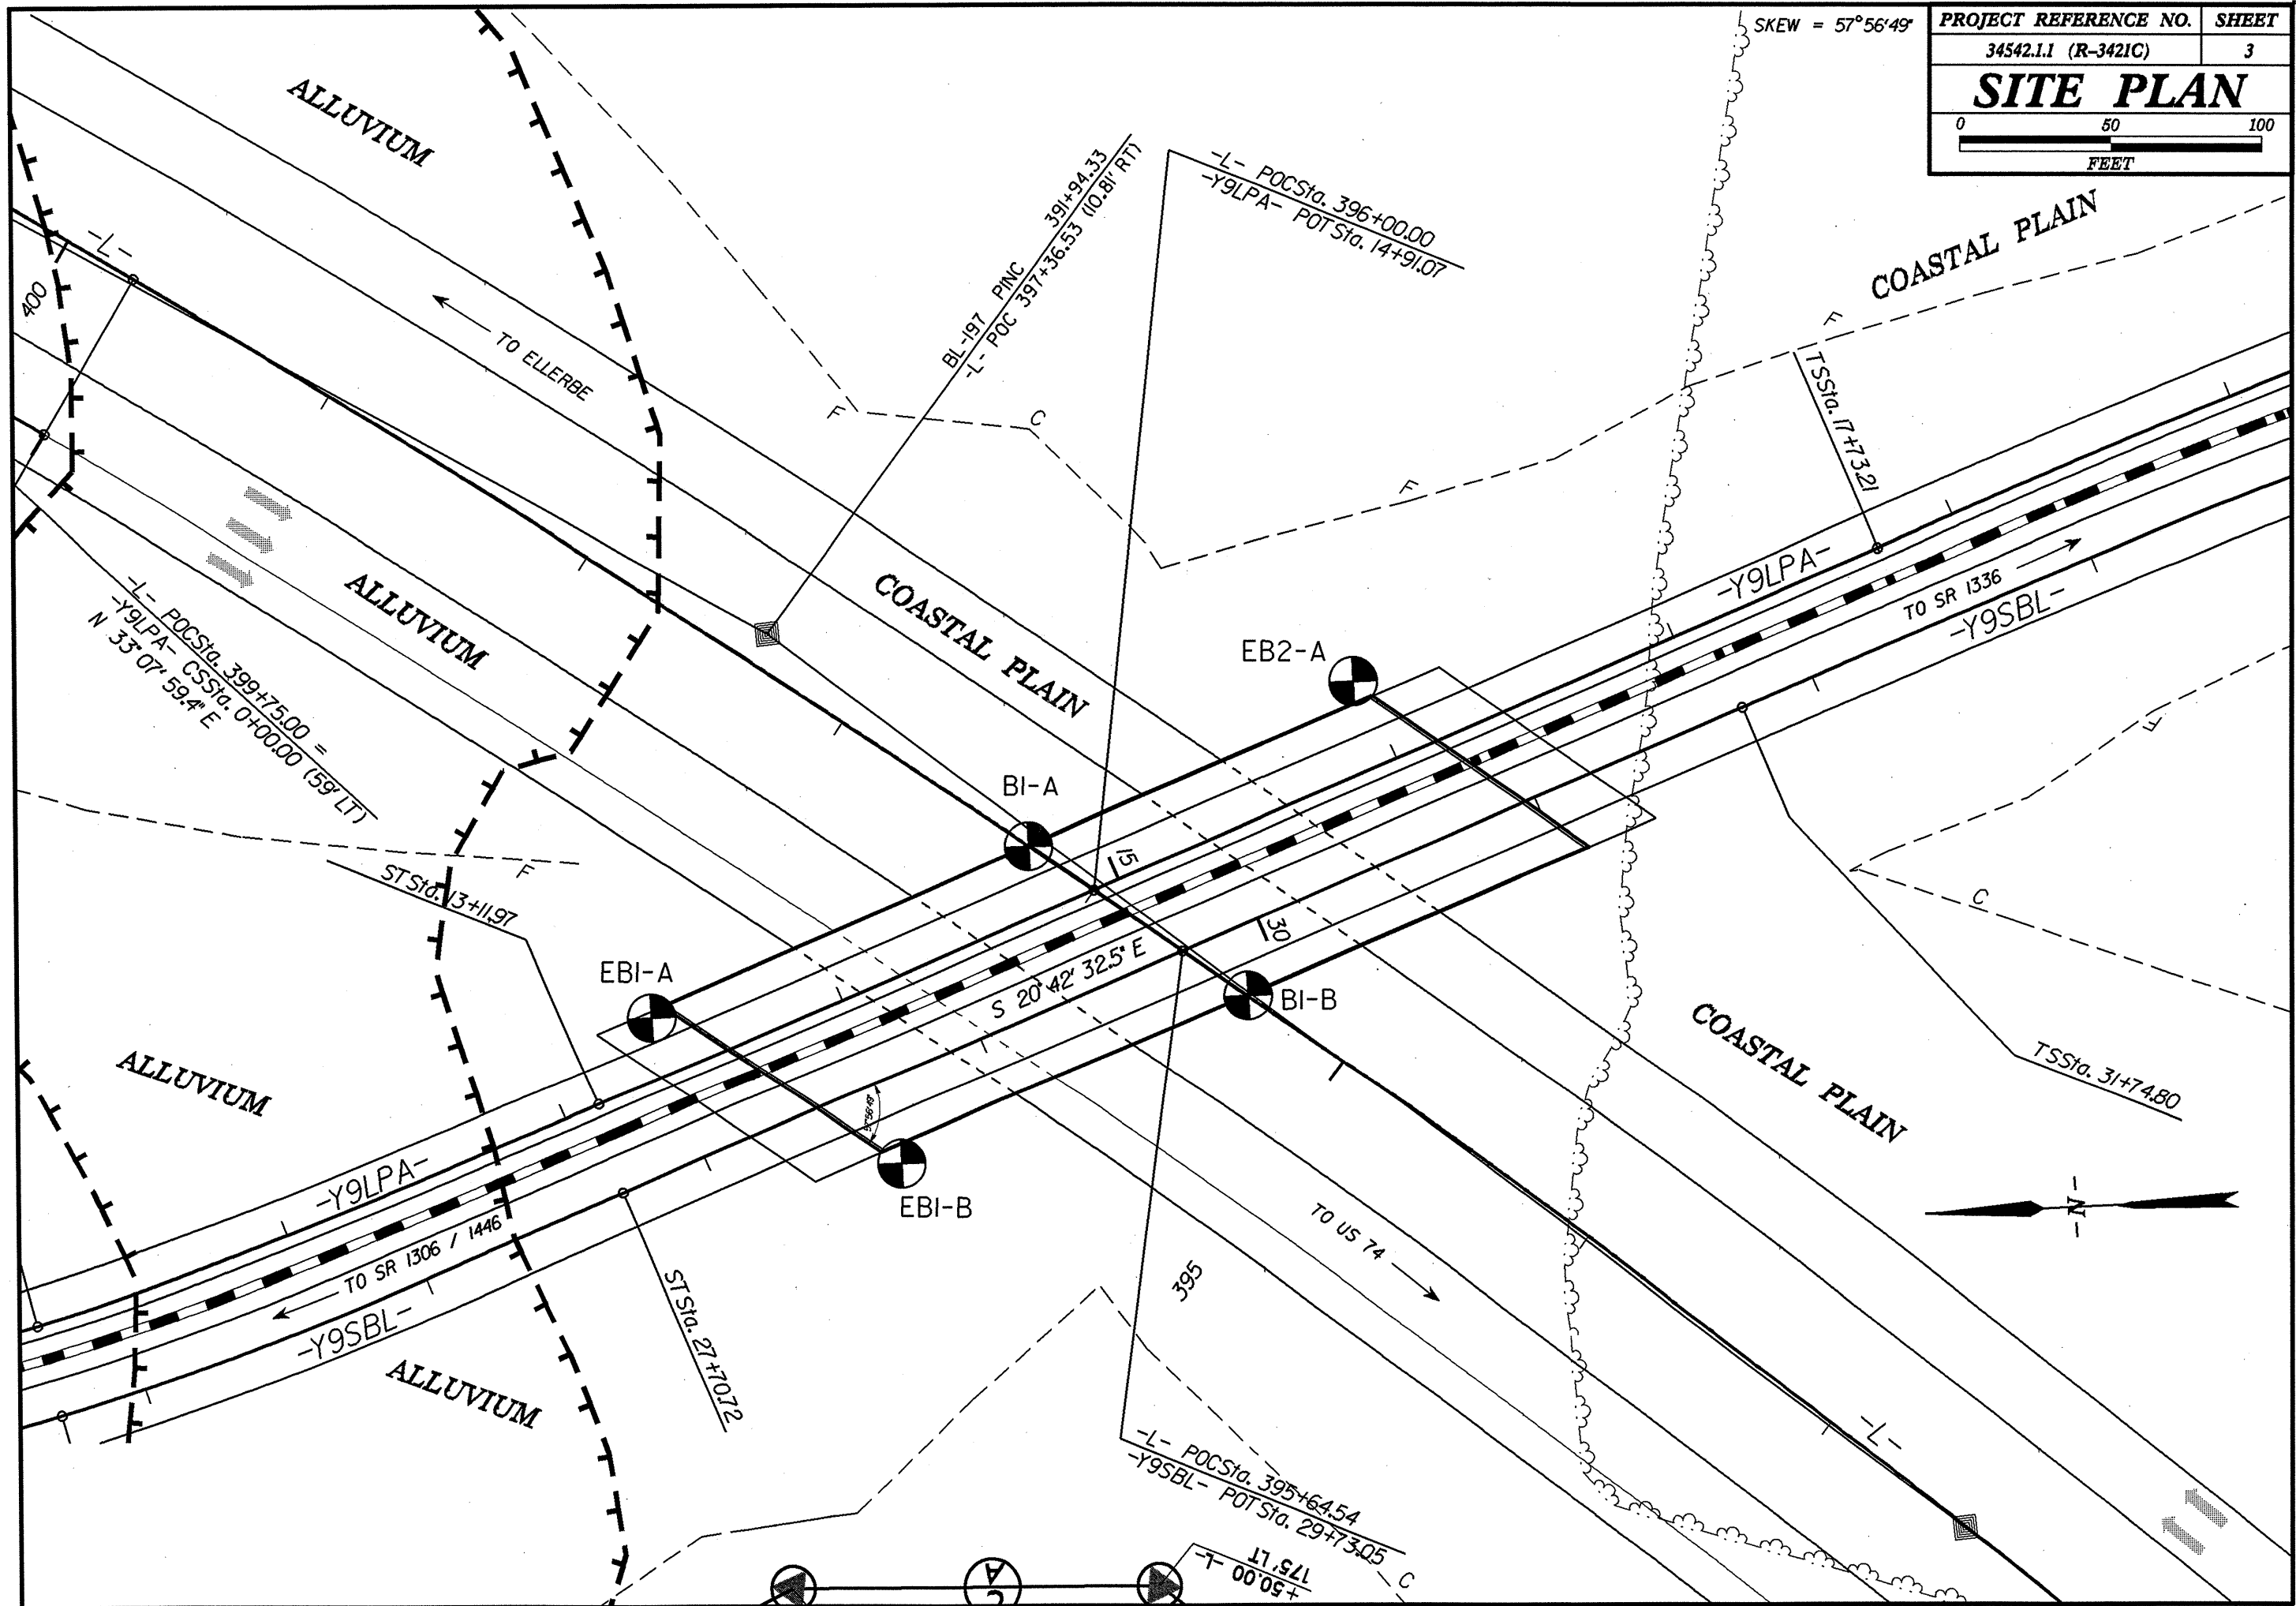 SKEW = 57°56'49"
PROJECT REFERENCE NO.
SHEET
34542.1.1 (R-3421C)
3
SITE PLAN
0 50 100
FEET
ALLUVIUM
-L-
400
TO ELLERBE
BL-197 PINC 391+94.33
-L- POC 397+36.53 (10.81' RT)
-L- POCSta. 396+00.00
-Y9LPA- POTSta. 14+91.07
COASTAL PLAIN
F
F
C
F
TSSta. 17+73.21
-L- POCSta. 399+75.00 =
-Y9LPA- CSSta. 0+00.00 (59' LT)
N 33°07'59.4" E
ALLUVIUM
COASTAL PLAIN
-Y9LPA-
TO SR 1336
-Y9SBL-
EB2-A
B1-A
15
F
STSta. 13+11.97
F
C
30
EB1-A
S 20°42'32.5" E
B1-B
COASTAL PLAIN
TSSta. 31+74.80
ALLUVIUM
57°56'49"
EB1-B
-Y9LPA-
TO SR 1306 / 1446
-Y9SBL-
STSta. 27+70.72
TO US 74
395
-N-
ALLUVIUM
-L-
-L- POCSta. 395+64.54
-Y9SBL- POTSta. 29+73.05
+50.00 -L-
175' LT
C
C
A